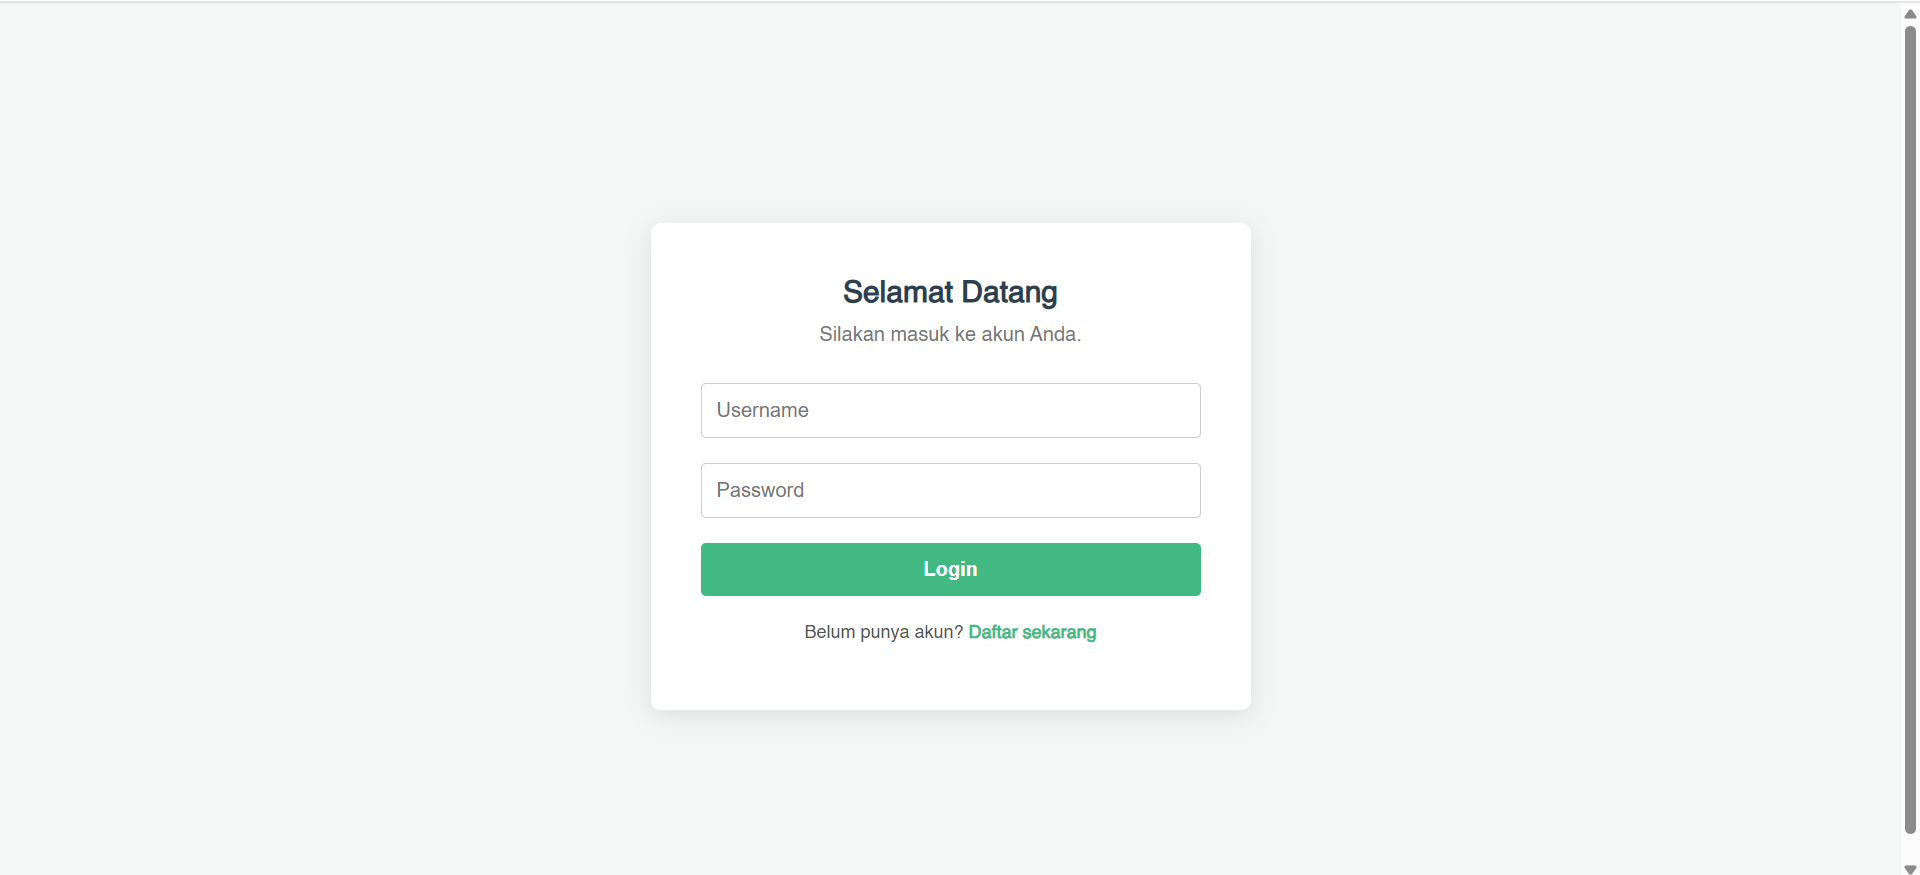 Selamat Datang
Silakan masuk ke akun Anda.
Username
Password
Login
Belum punya akun? Daftar sekarang